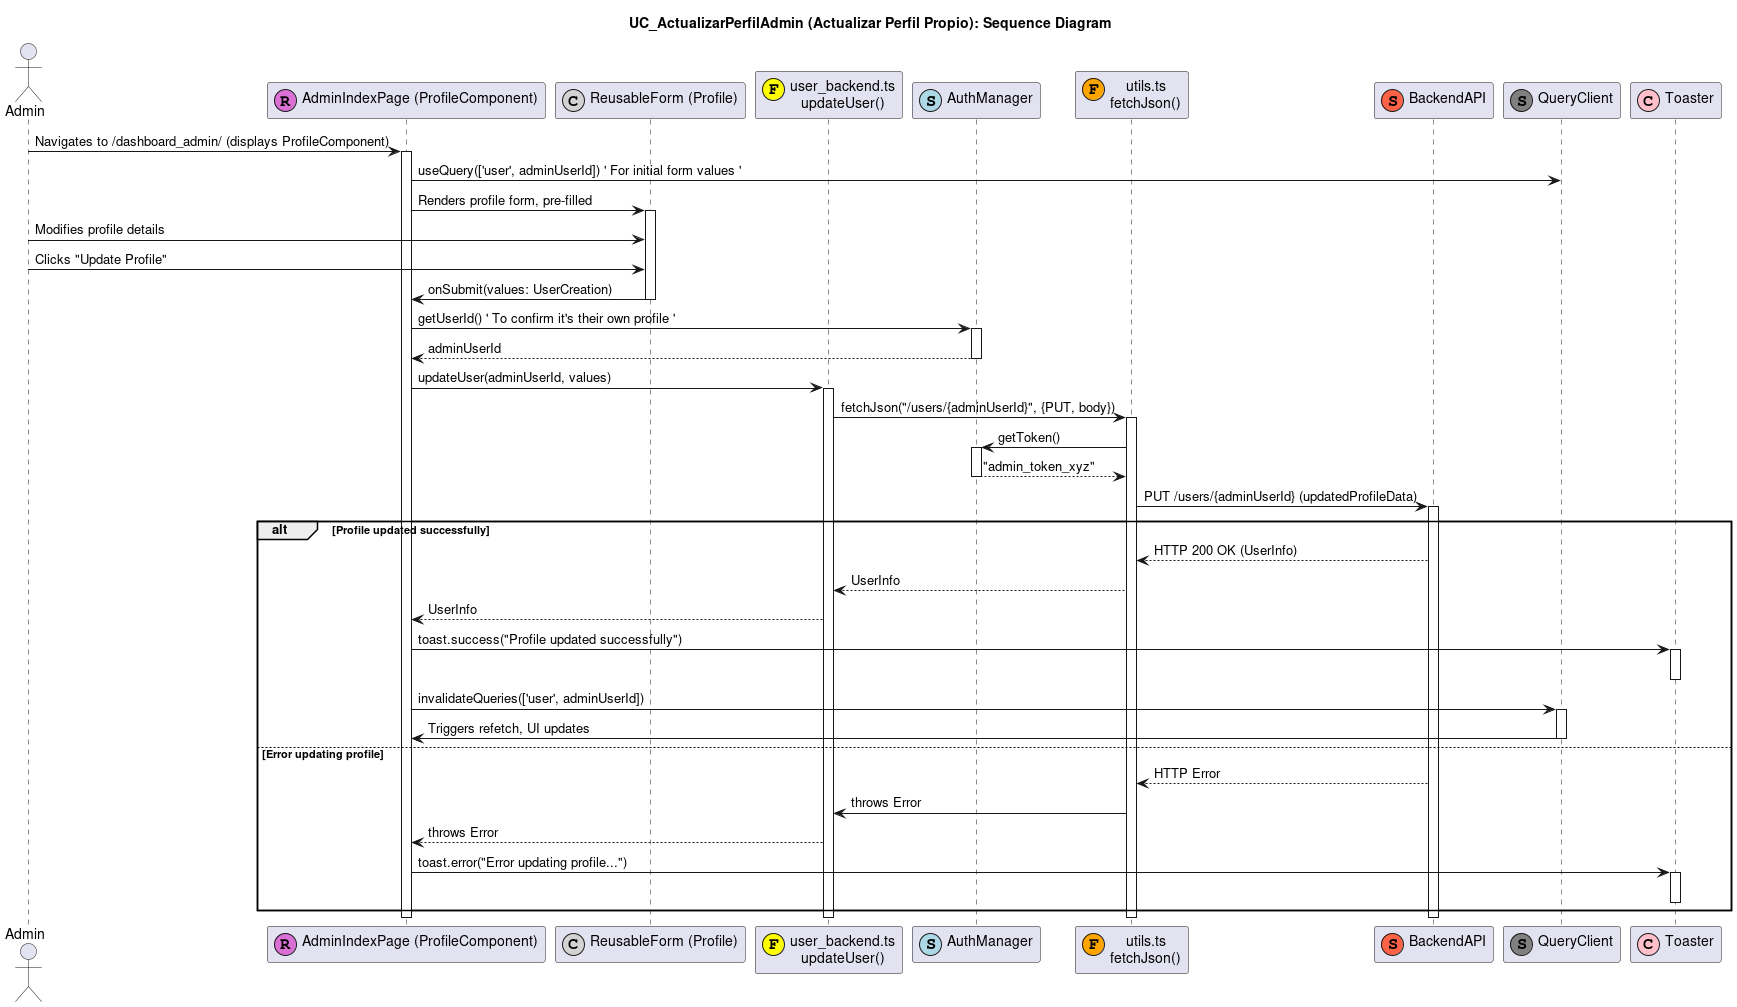 UC_ActualizarPerfilAdmin (Actualizar Perfil Propio): Sequence Diagram
Admin
R AdminIndexPage (ProfileComponent)
C ReusableForm (Profile)
F user_backend.ts
updateUser()
S AuthManager
F utils.ts
fetchJson()
S BackendAPI
S QueryClient
C Toaster
Navigates to /dashboard_admin/ (displays ProfileComponent)
useQuery(['user', adminUserId]) ' For initial form values '
Renders profile form, pre-filled
Modifies profile details
Clicks "Update Profile"
onSubmit(values: UserCreation)
getUserId() ' To confirm it's their own profile '
adminUserId
updateUser(adminUserId, values)
fetchJson("/users/{adminUserId}", {PUT, body})
getToken()
"admin_token_xyz"
PUT /users/{adminUserId} (updatedProfileData)
alt [Profile updated successfully]
HTTP 200 OK (UserInfo)
UserInfo
UserInfo
toast.success("Profile updated successfully")
invalidateQueries(['user', adminUserId])
Triggers refetch, UI updates
[Error updating profile]
HTTP Error
throws Error
throws Error
toast.error("Error updating profile...")
Admin
R AdminIndexPage (ProfileComponent)
C ReusableForm (Profile)
F user_backend.ts
updateUser()
S AuthManager
F utils.ts
fetchJson()
S BackendAPI
S QueryClient
C Toaster